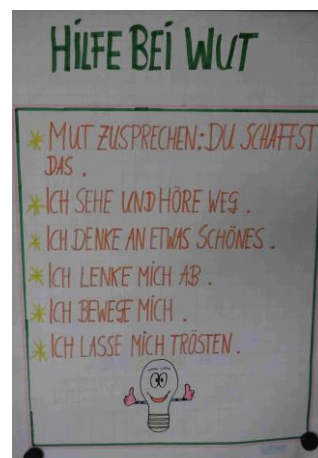 HILFE BEI WUT
MUT ZUSPRECHEN: DU SCHAFFST
DAS.
ICH SEHE UND HÖRE WEG.
ICH DENKE AN ETWAS SCHÖNES.
ICH LENKE MICH AB.
ICH BEWEGE MICH.
ICH LASSE MICH TRÖSTEN.